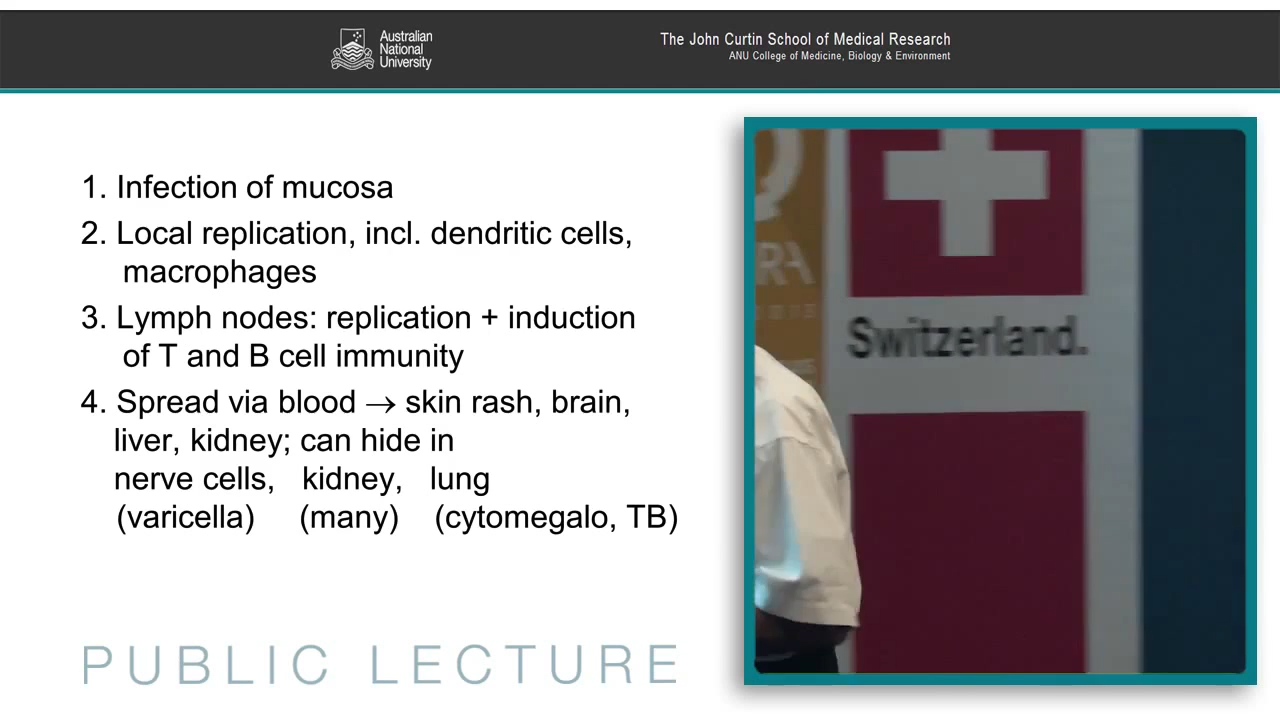 Australian
National
University
The John Curtin School of Medical Research
ANU College of Medicine, Biology & Environment
1. Infection of mucosa
2. Local replication, incl. dendritic cells,
macrophages
3. Lymph nodes: replication + induction
of T and B cell immunity
4. Spread via blood → skin rash, brain,
liver, kidney; can hide in
nerve cells, kidney, lung
(varicella) (many) (cytomegalo, TB)
PUBLIC LECTURE
Switzerland.